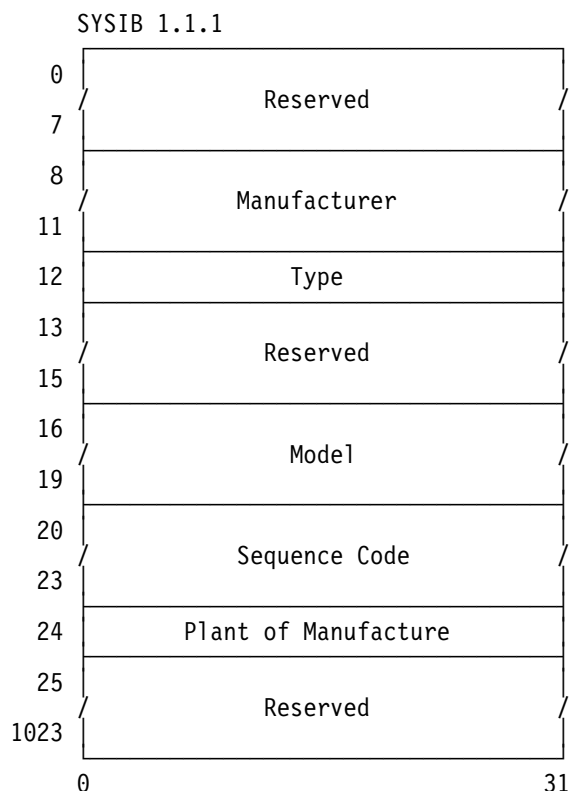 SYSIB 1.1.1
0
Reserved
7
8
Manufacturer
11
12 Type
13
Reserved
15
16
Model
19
20
Sequence Code
23
24 Plant of Manufacture
25
Reserved
1023
0 31